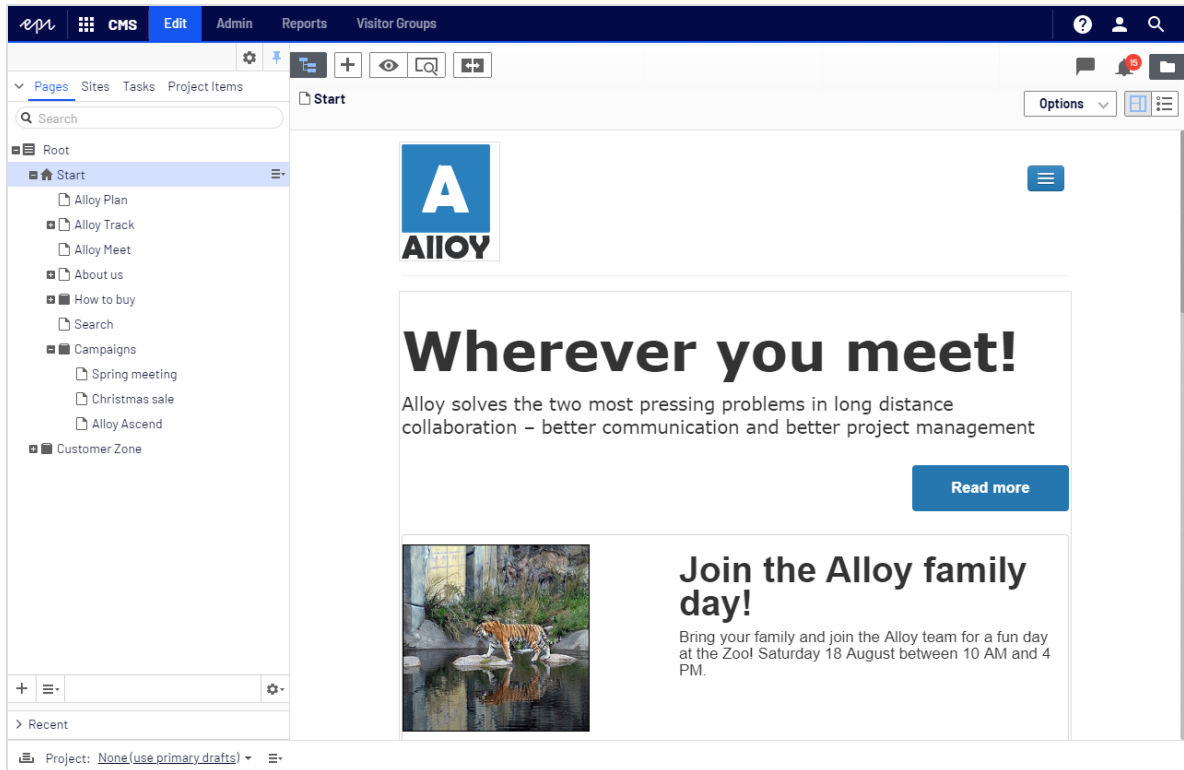 epi CMS Edit Admin Reports Visitor Groups
15
Pages Sites Tasks Project Items
Search
Root
Start
Alloy Plan
Alloy Track
Alloy Meet
About us
How to buy
Search
Campaigns
Spring meeting
Christmas sale
Alloy Ascend
Customer Zone
Recent
Project: None (use primary drafts)
Start
Options
A
Alloy
Wherever you meet!
Alloy solves the two most pressing problems in long distance
collaboration – better communication and better project management
Read more
Join the Alloy family
day!
Bring your family and join the Alloy team for a fun day
at the Zoo! Saturday 18 August between 10 AM and 4
PM.